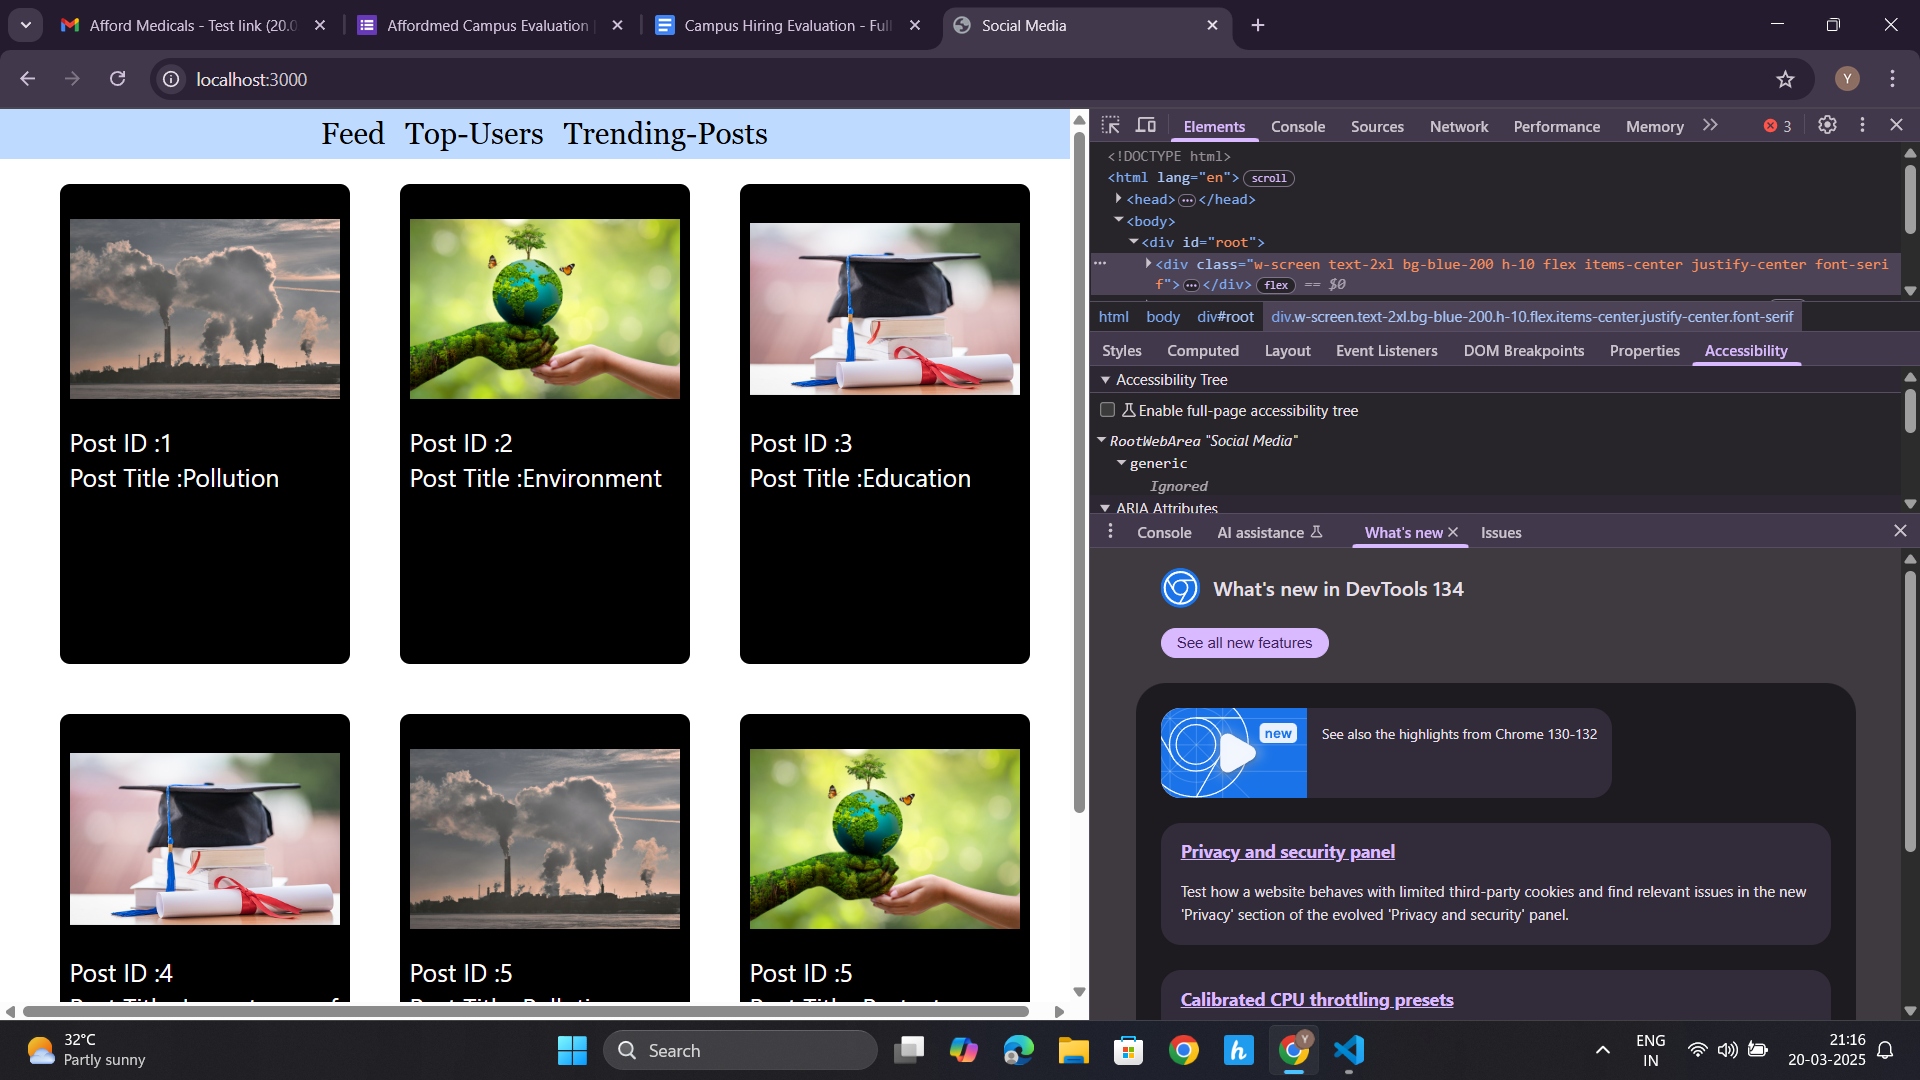 Afford Medicals - Test link (20.0
Affordmed Campus Evaluation
Campus Hiring Evaluation - Full
Social Media
localhost:3000
Y
Feed Top-Users Trending-Posts
Post ID :1
Post Title :Pollution
Post ID :2
Post Title :Environment
Post ID :3
Post Title :Education
Post ID :4
Post ID :5
Post ID :5
Elements Console Sources Network Performance Memory 3
<!DOCTYPE html>
<html lang="en"> scroll
<head> … </head>
<body>
<div id="root">
<div class="w-screen text-2xl bg-blue-200 h-10 flex items-center justify-center font-seri
f"> … </div> flex == $0
html body div#root div.w-screen.text-2xl.bg-blue-200.h-10.flex.items-center.justify-center.font-serif
Styles Computed Layout Event Listeners DOM Breakpoints Properties Accessibility
Accessibility Tree
Enable full-page accessibility tree
RootWebArea "Social Media"
generic
Ignored
ARIA Attributes
Console AI assistance What's new Issues
What's new in DevTools 134
See all new features
new
See also the highlights from Chrome 130-132
Privacy and security panel
Test how a website behaves with limited third-party cookies and find relevant issues in the new
'Privacy' section of the evolved 'Privacy and security' panel.
Calibrated CPU throttling presets
32°C
Partly sunny
Search
h
Y
ENG
IN
21:16
20-03-2025